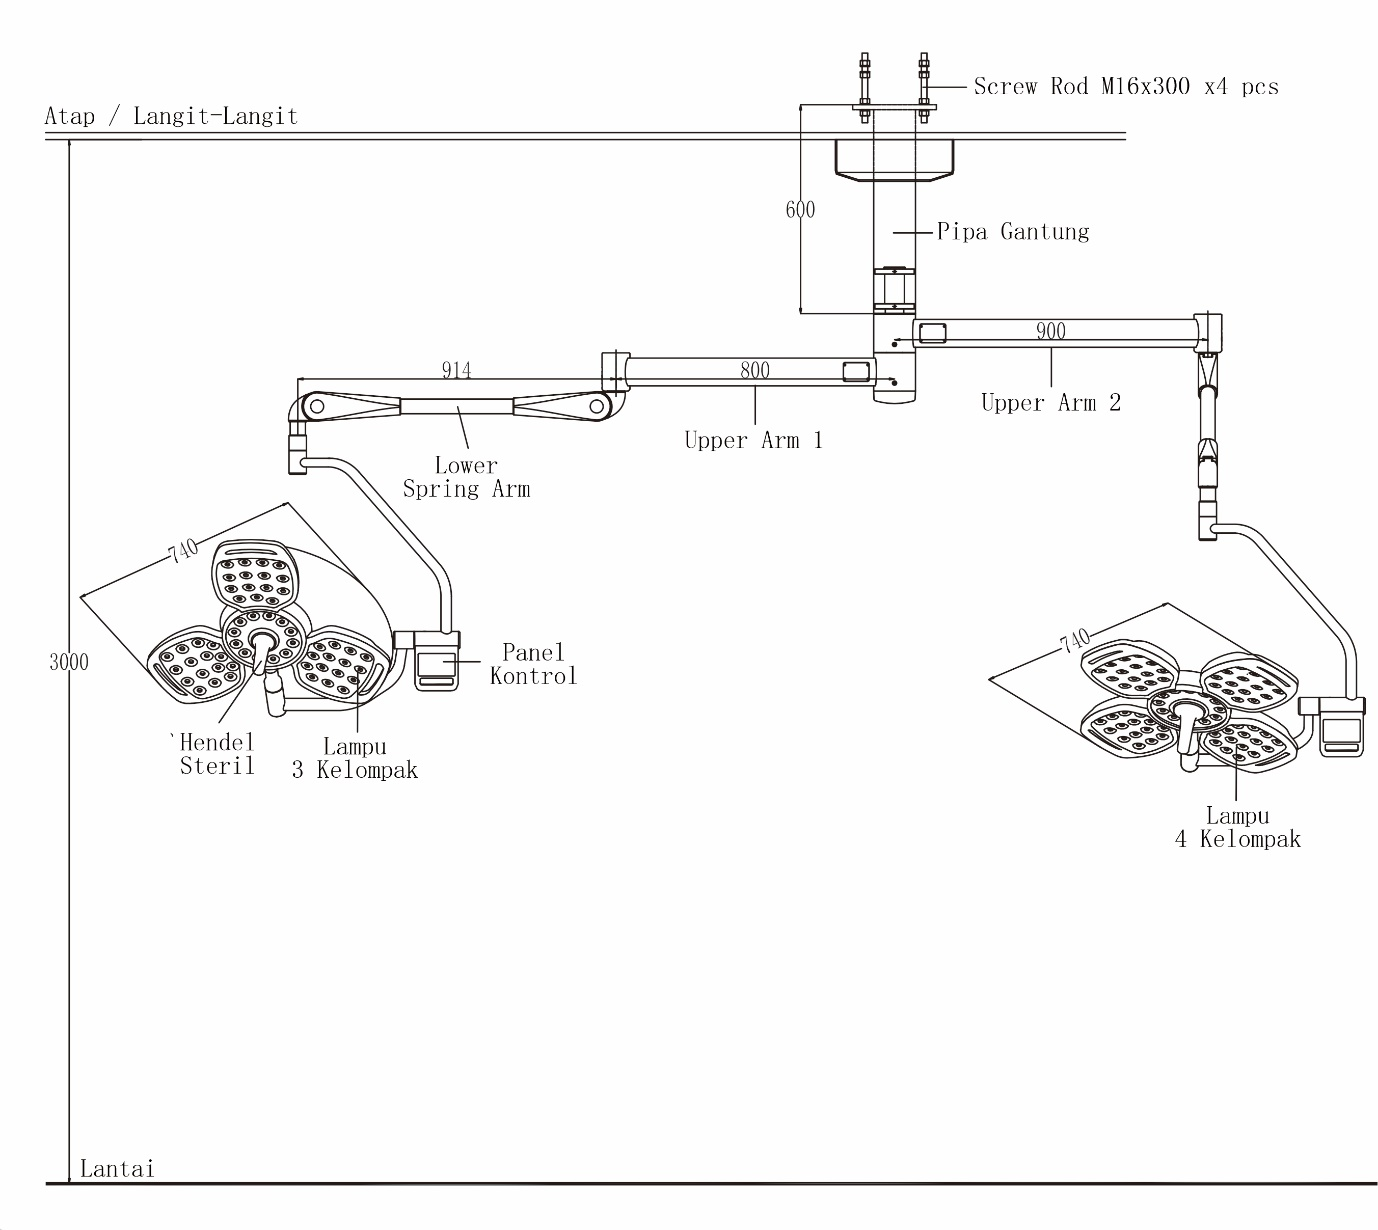 Screw Rod M16x300 x4 pcs
Atap / Langit-Langit
600
Pipa Gantung
900
914
800
Upper Arm 2
Upper Arm 1
Lower
Spring Arm
740
3000
Panel
Kontrol
740
`Hendel
Steril
Lampu
3 Kelompak
Lampu
4 Kelompak
Lantai